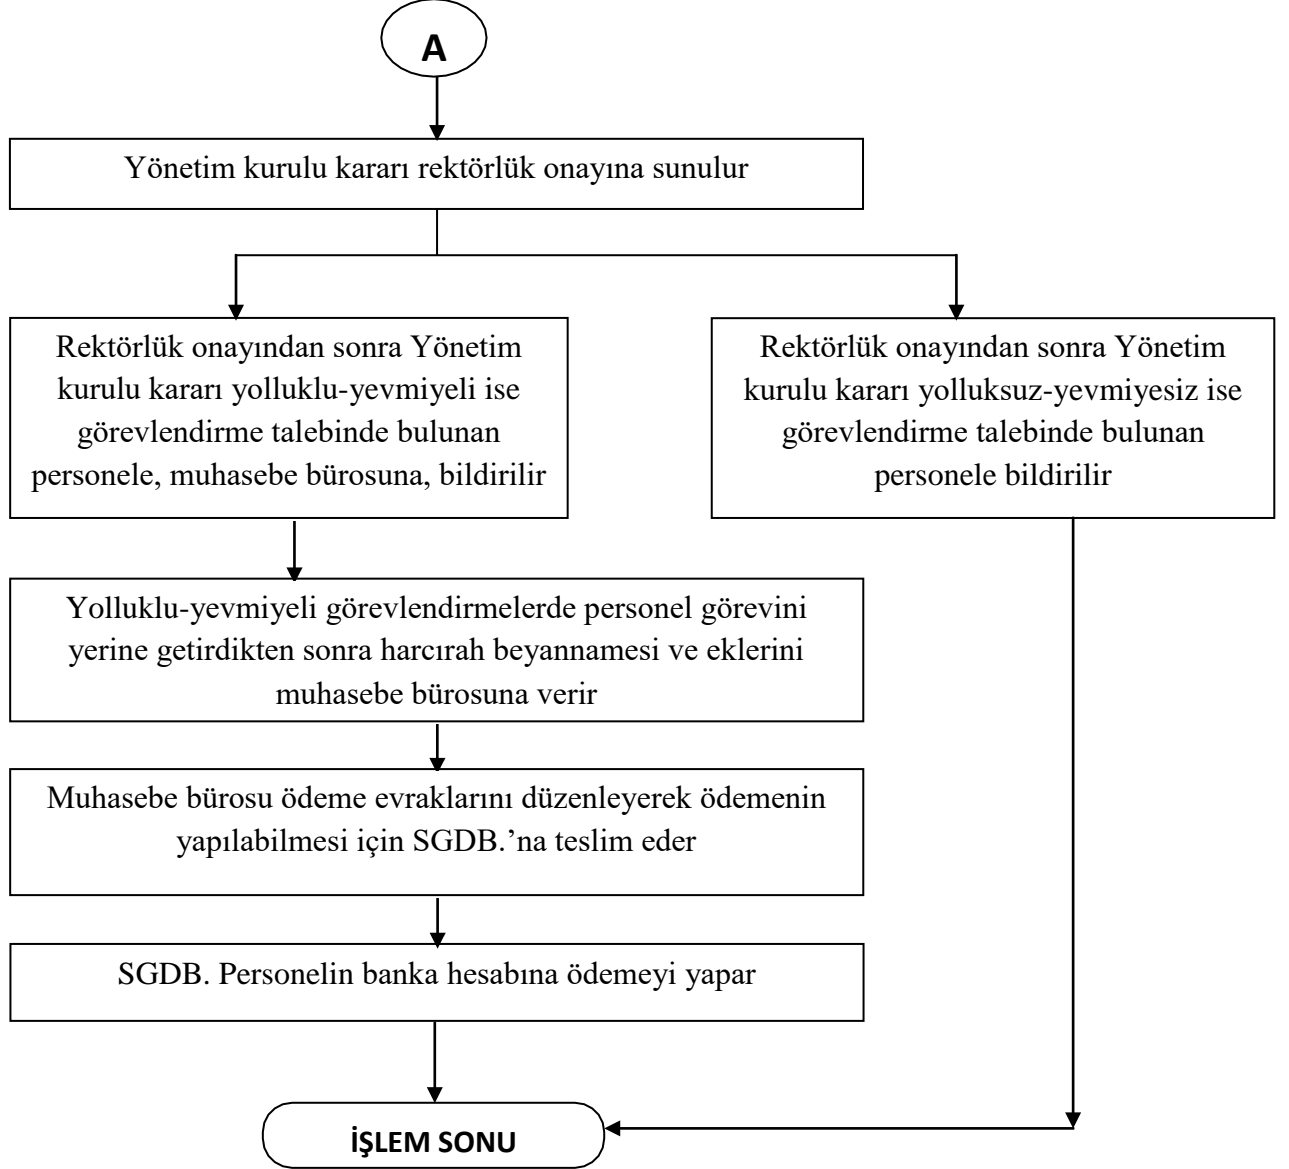 A
Yönetim kurulu kararı rektörlük onayına sunulur
Rektörlük onayından sonra Yönetim
kurulu kararı yolluklu-yevmiyeli ise
görevlendirme talebinde bulunan
personele, muhasebe bürosuna, bildirilir
Rektörlük onayından sonra Yönetim
kurulu kararı yolluksuz-yevmiyesiz ise
görevlendirme talebinde bulunan
personele bildirilir
Yolluklu-yevmiyeli görevlendirmelerde personel görevini
yerine getirdikten sonra harcırah beyannamesi ve eklerini
muhasebe bürosuna verir
Muhasebe bürosu ödeme evraklarını düzenleyerek ödemenin
yapılabilmesi için SGDB.’na teslim eder
SGDB. Personelin banka hesabına ödemeyi yapar
İŞLEM SONU